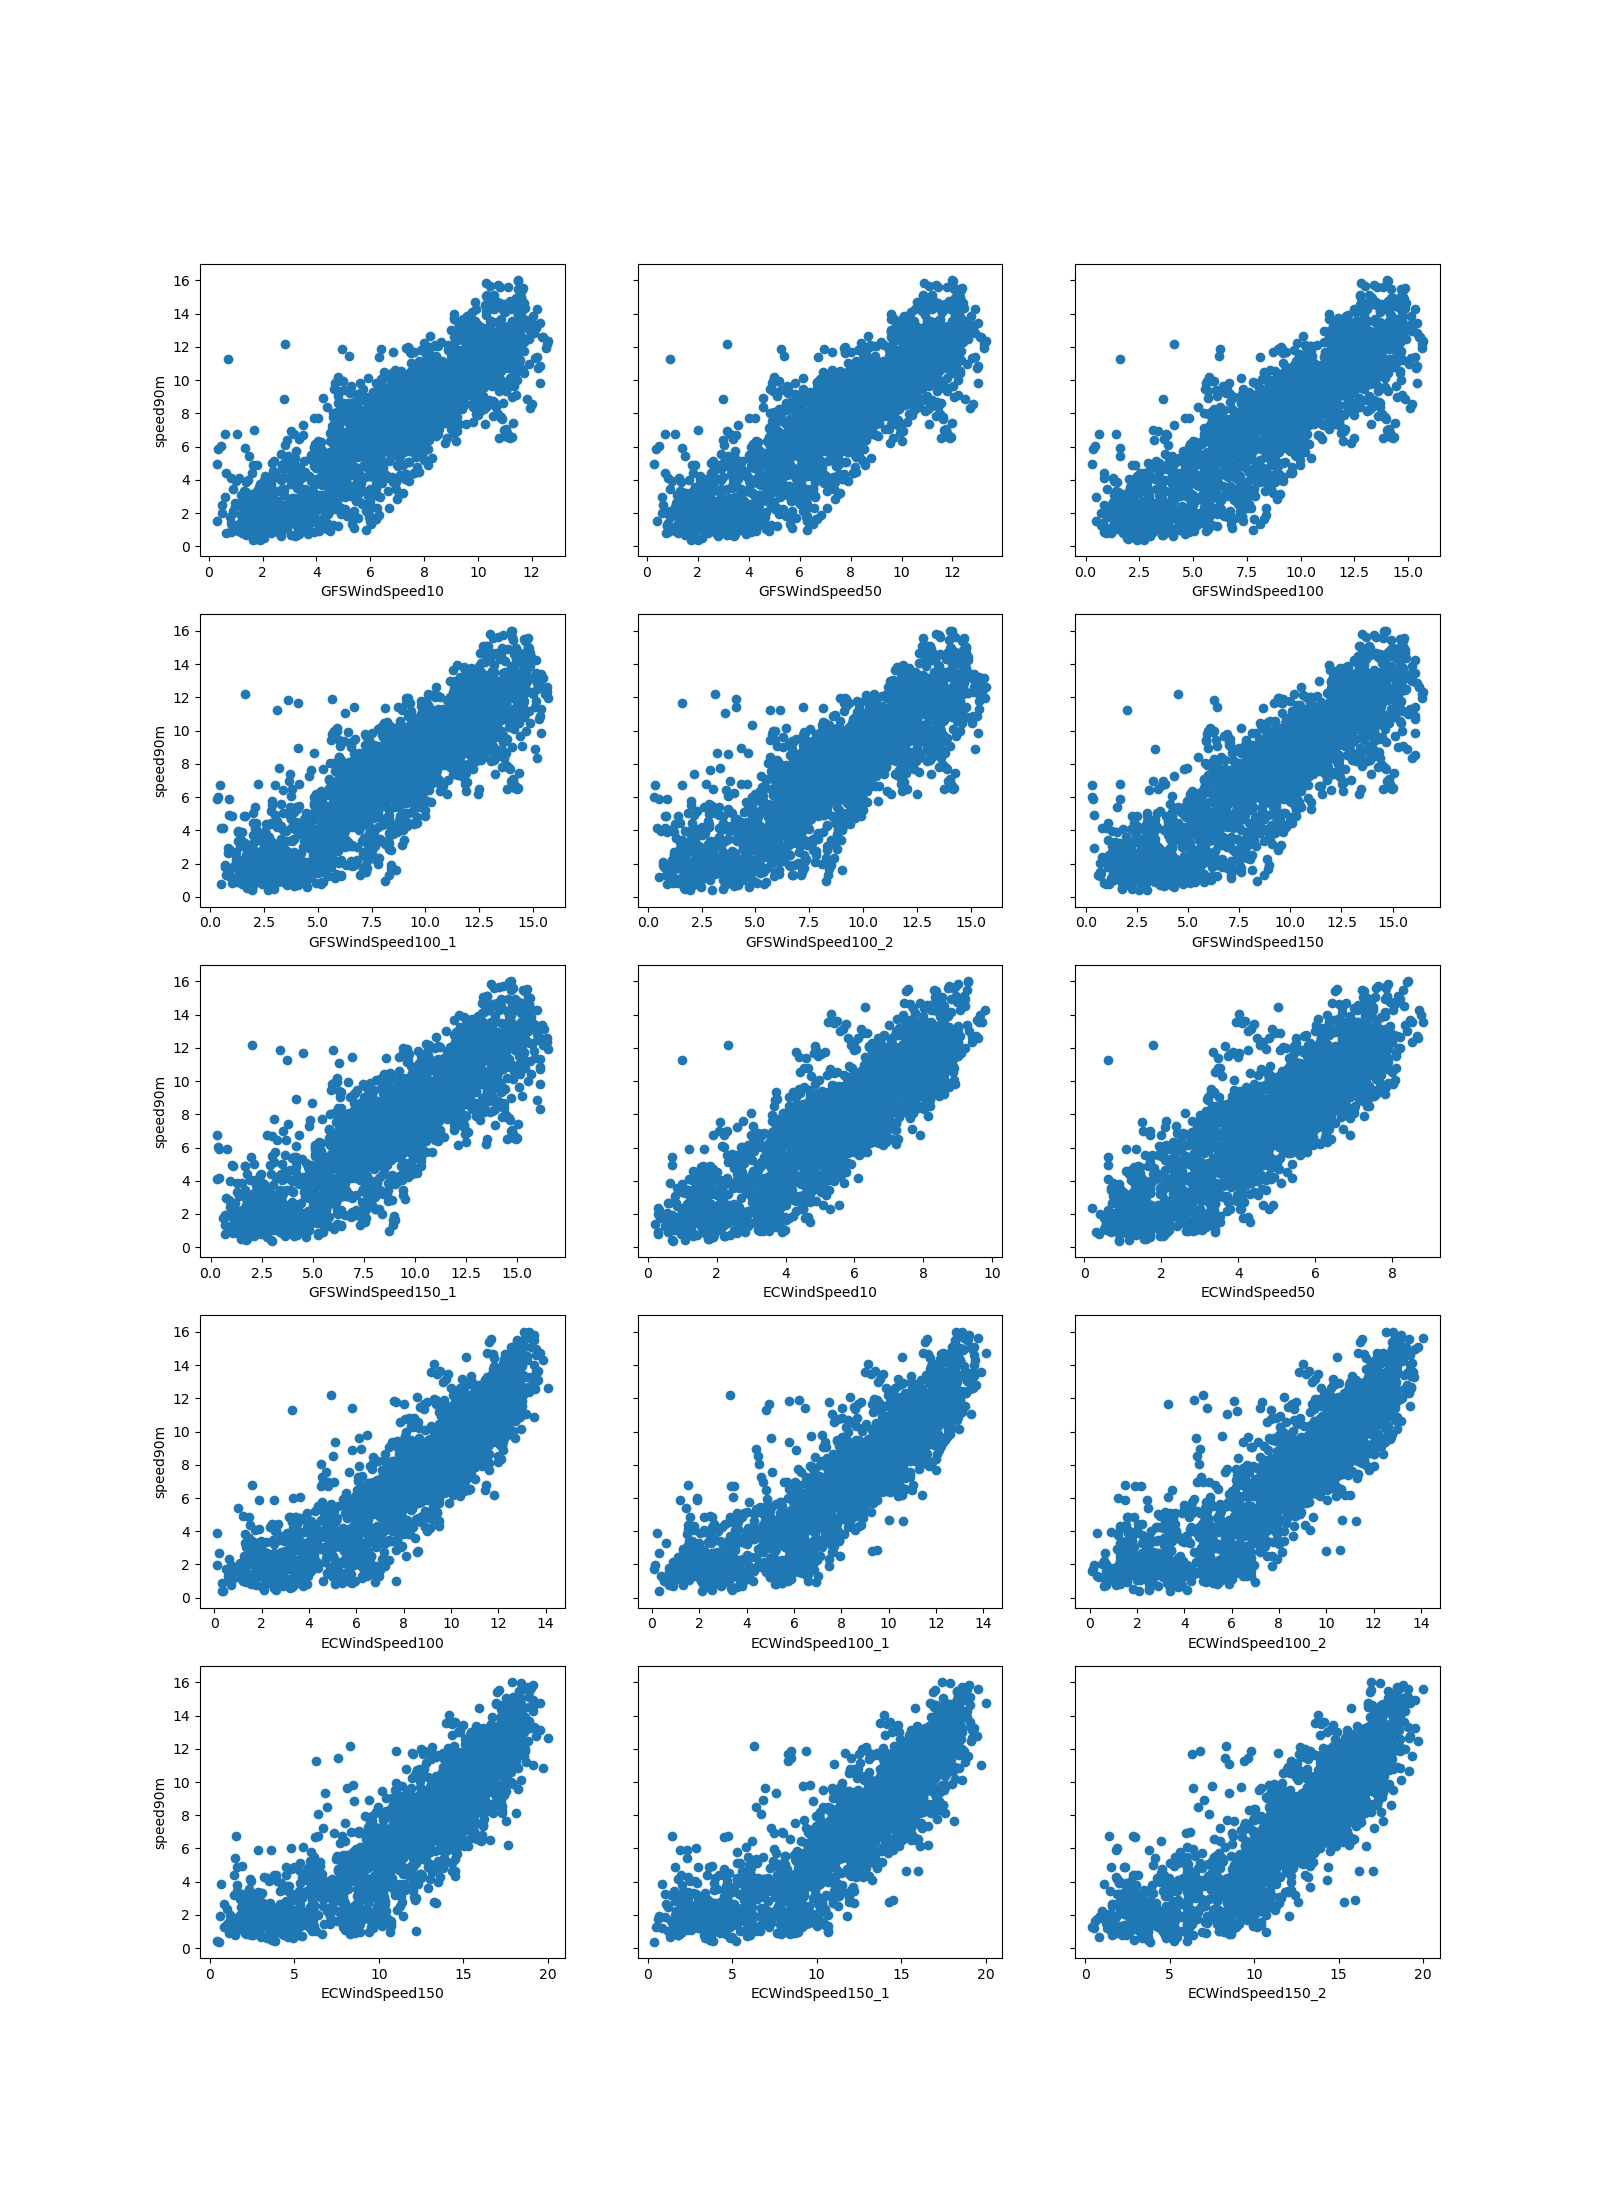 16
14
12
10
8
6
4
2
0
speed90m
0 2 4 6 8 10 12
GFSWindSpeed10
0 2 4 6 8 10 12
GFSWindSpeed50
0.0 2.5 5.0 7.5 10.0 12.5 15.0
GFSWindSpeed100
16
14
12
10
8
6
4
2
0
speed90m
0.0 2.5 5.0 7.5 10.0 12.5 15.0
GFSWindSpeed100_1
0.0 2.5 5.0 7.5 10.0 12.5 15.0
GFSWindSpeed100_2
0.0 2.5 5.0 7.5 10.0 12.5 15.0
GFSWindSpeed150
16
14
12
10
8
6
4
2
0
speed90m
0.0 2.5 5.0 7.5 10.0 12.5 15.0
GFSWindSpeed150_1
0 2 4 6 8 10
ECWindSpeed10
0 2 4 6 8
ECWindSpeed50
16
14
12
10
8
6
4
2
0
speed90m
0 2 4 6 8 10 12 14
ECWindSpeed100
0 2 4 6 8 10 12 14
ECWindSpeed100_1
0 2 4 6 8 10 12 14
ECWindSpeed100_2
16
14
12
10
8
6
4
2
0
speed90m
0 5 10 15 20
ECWindSpeed150
0 5 10 15 20
ECWindSpeed150_1
0 5 10 15 20
ECWindSpeed150_2